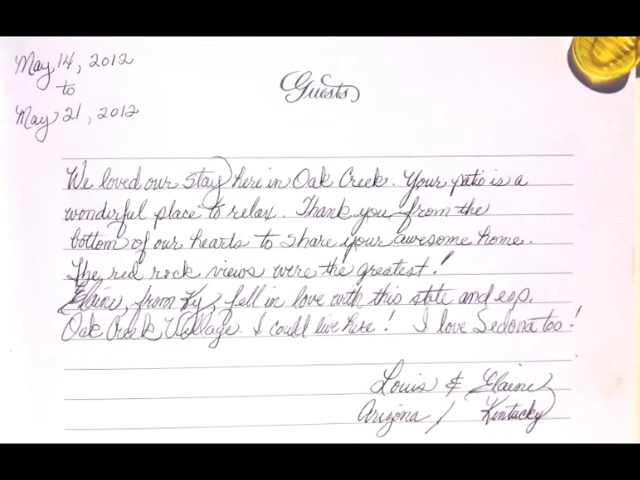 May 14, 2012
to
May 21, 2012
Guests
We loved our stay here in Oak Creek. Your patio is a
wonderful place to relax. Thank you from the
bottom of our hearts to share your awesome home.
The red rock views were the greatest!
Elaine, from Ky, fell in love with this state and esp.
Oak Creek Village. I could live here! I love Sedona too!
Louis & Elaine
Arizona / Kentucky